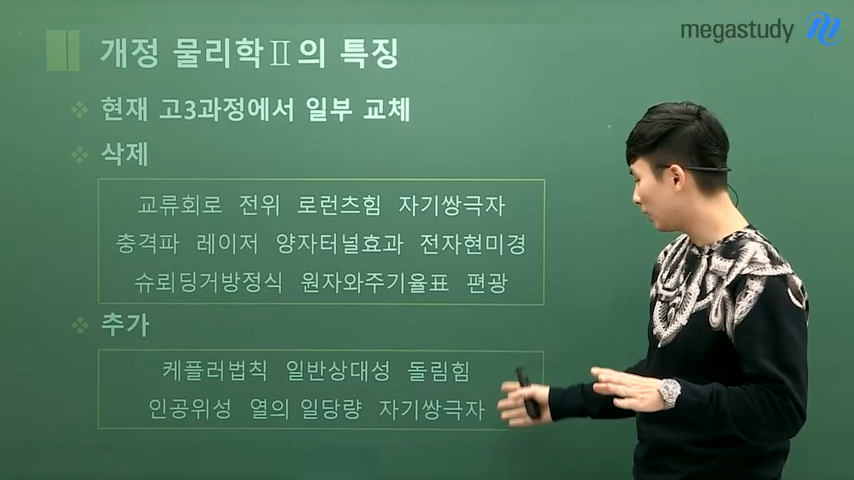 megastudy
개정 물리학Ⅱ의 특징
현재 고3과정에서 일부 교체
삭제
교류회로 전위 로런츠힘 자기쌍극자
충격파 레이저 양자터널효과 전자현미경
슈뢰딩거방정식 원자와주기율표 편광
추가
케플러법칙 일반상대성 돌림힘
인공위성 열의 일당량 자기쌍극자